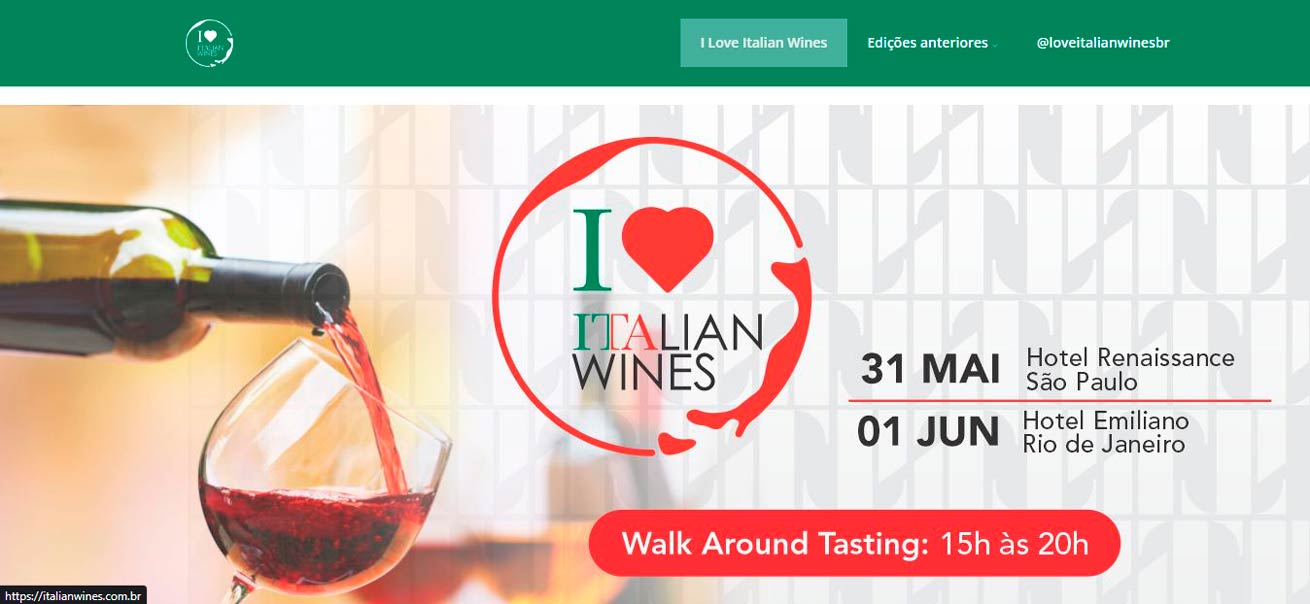 I ♥
ITALIAN
WINES
I Love Italian Wines
Edições anteriores
@loveitalianwinesbr
I ♥
ITALIAN
WINES
31 MAI
Hotel Renaissance
São Paulo
01 JUN
Hotel Emiliano
Rio de Janeiro
Walk Around Tasting: 15h às 20h
https://italianwines.com.br